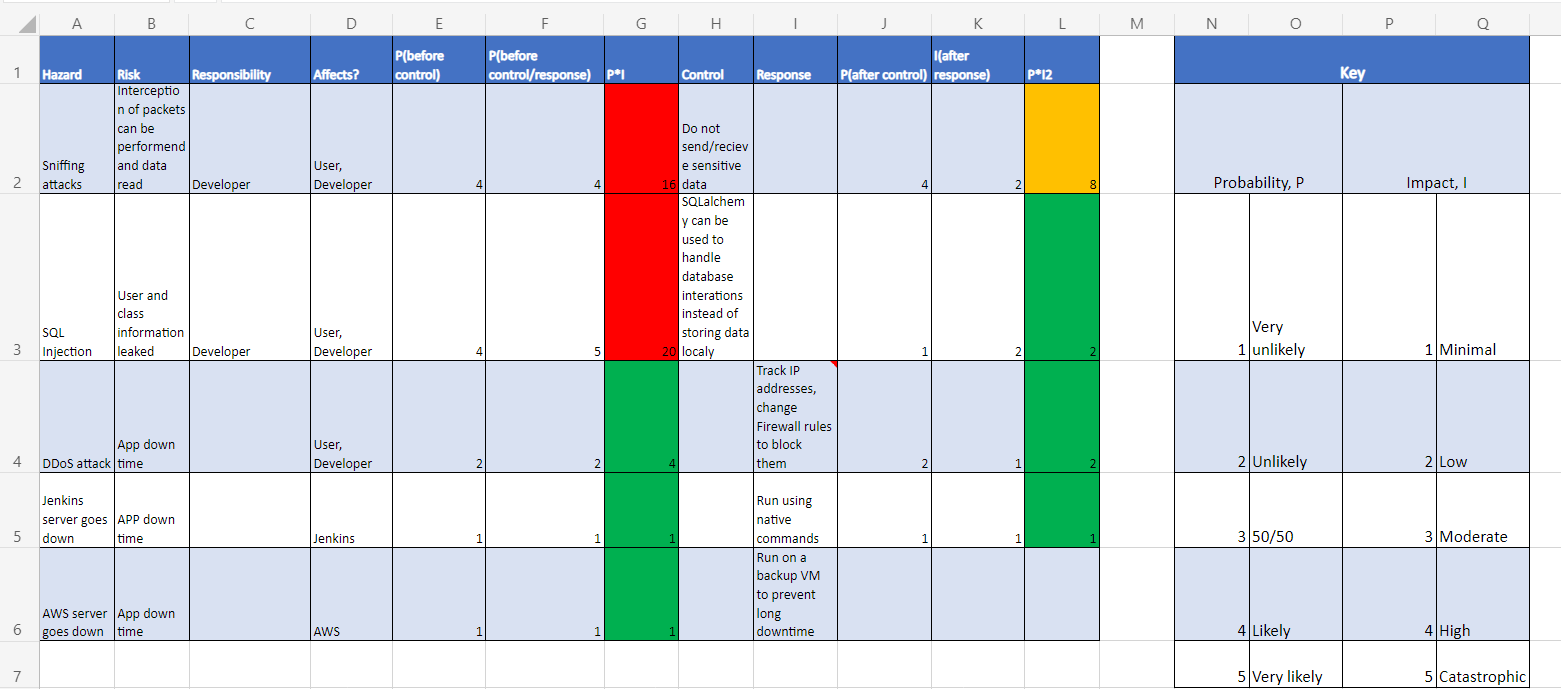 A B C D E F G H I J K L M N O P Q
1 Hazard Risk Responsibility Affects? P(before control) P(before control/response) P*I Control Response P(after control) I(after response) P*I2 Key
2 Sniffing attacks Interceptio n of packets can be performend and data read Developer User, Developer 4 4 16 Do not send/reciev e sensitive data 4 2 8 Probability, P Impact, I
3 SQL Injection User and class information leaked Developer User, Developer 4 5 20 SQLalchem y can be used to handle database interations instead of storing data localy 1 2 2 1 Very unlikely 1 Minimal
4 DDoS attack App down time User, Developer 2 2 4 Track IP addresses, change Firewall rules to block them 2 1 2 2 Unlikely 2 Low
5 Jenkins server goes down APP down time Jenkins 1 1 1 Run using native commands 1 1 1 3 50/50 3 Moderate
6 AWS server goes down App down time AWS 1 1 1 Run on a backup VM to prevent long downtime 4 Likely 4 High
7 5 Very likely 5 Catastrophic